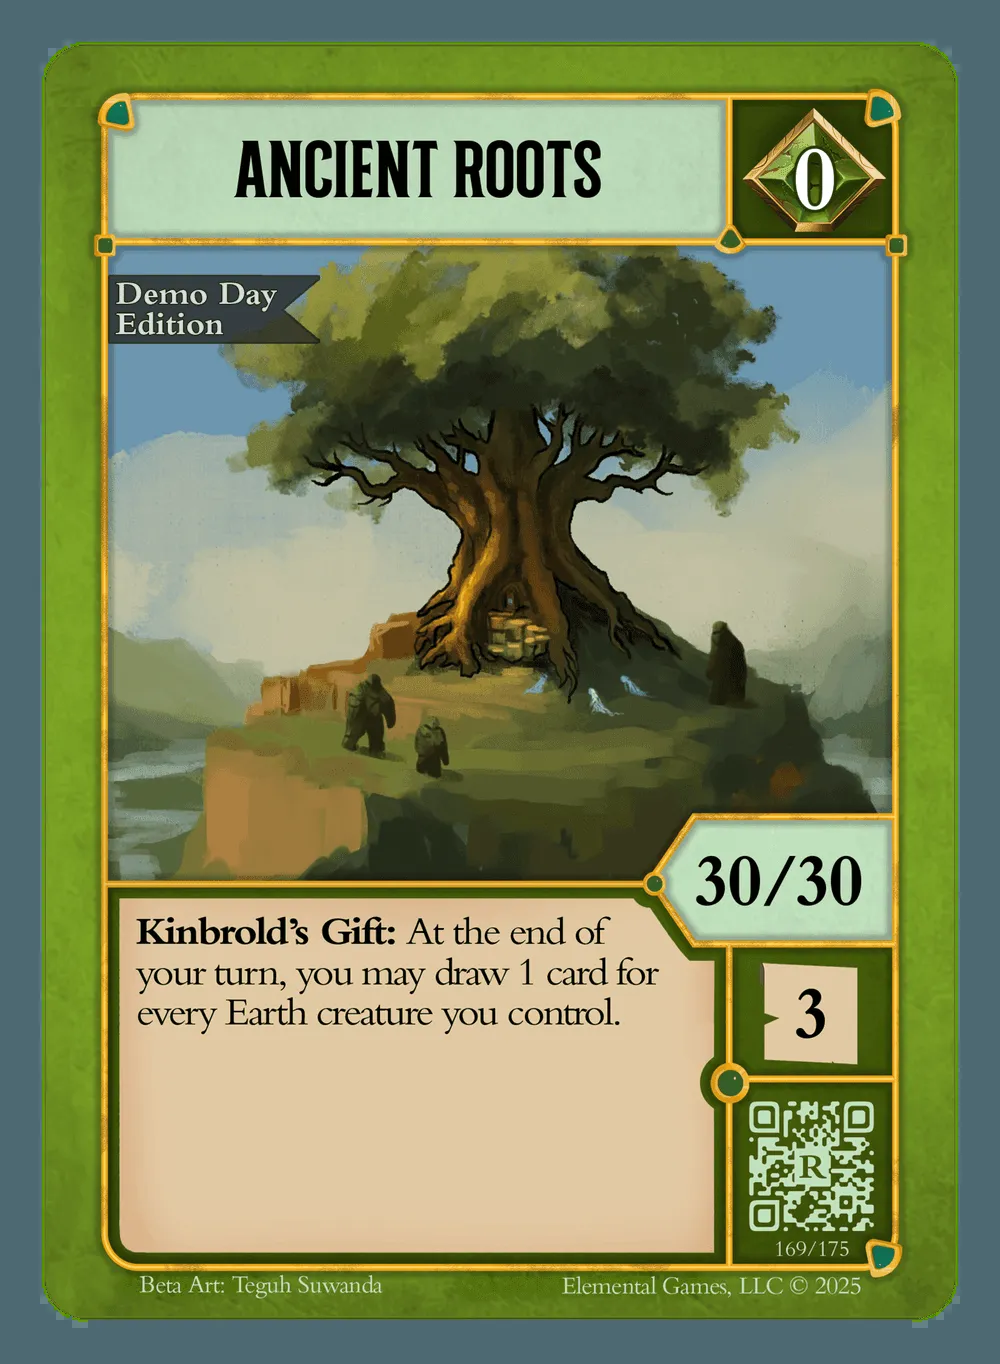 ANCIENT ROOTS
0
Demo Day
Edition
30/30
Kinbrold's Gift: At the end of
your turn, you may draw 1 card for
every Earth creature you control.
3
R
169/175
Beta Art: Teguh Suwanda
Elemental Games, LLC © 2025